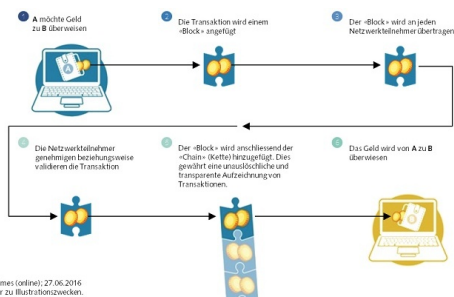 1
A möchte Geld
zu B überweisen
2
Die Transaktion wird einem
«Block» angefügt
3
Der «Block» wird an jeden
Netzwerkteilnehmer übertragen
4
Die Netzwerkteilnehmer
genehmigen beziehungsweise
validieren die Transaktion
5
Der «Block» wird anschliessend der
«Chain» (Kette) hinzugefügt. Dies
gewährt eine unauslöschliche und
transparente Aufzeichnung von
Transaktionen.
6
Das Geld wird von A zu B
überwiesen
mes (online); 27.06.2016
r zu Illustrationszwecken.